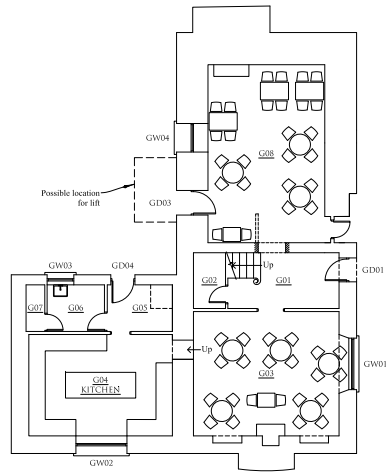 GW04
G08
Possible location
for lift
GD03
GW03
GD04
G02
Up
G01
GD01
G07
G06
G05
Up
G03
GW01
G04
KITCHEN
GW02